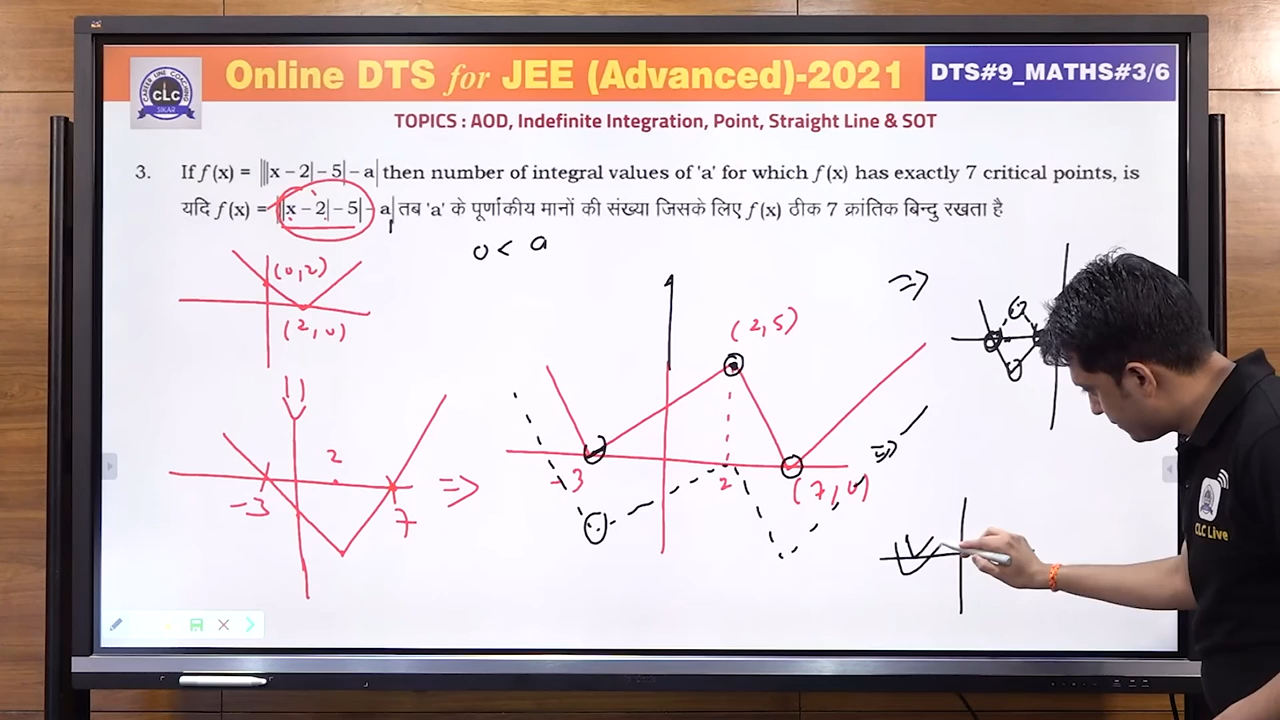 Online DTS for JEE (Advanced)-2021
DTS#9_MATHS#3/6
CAREER LINE COACHING
CLC
SIKAR
TOPICS : AOD, Indefinite Integration, Point, Straight Line & SOT
3. If f(x) = |||x − 2| − 5| − a| then number of integral values of 'a' for which f(x) has exactly 7 critical points, is
यदि f(x) = |||x − 2| − 5| − a| तब 'a' के पूर्णांकीय मानों की संख्या जिसके लिए f(x) ठीक 7 क्रांतिक बिन्दु रखता है
0 < a
(0,2)
(2,0)
-3
2
7
(2,5)
-3
2
(7,0)
CLC Live